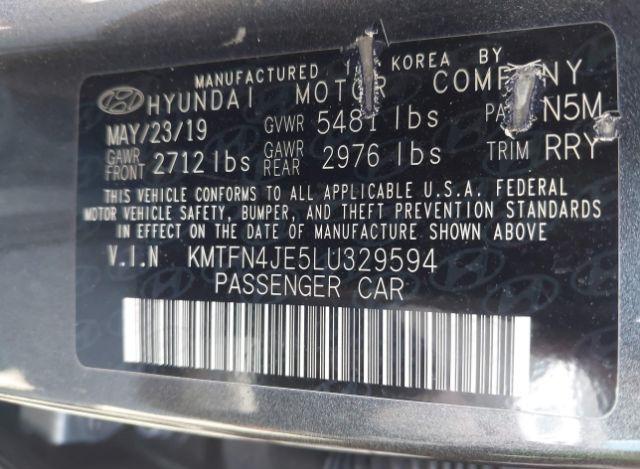 MANUFACTURED KOREA BY
HYUNDAI MOTOR COMPANY
MAY/23/19 GVWR 5481 lbs N5M
GAWR FRONT 2712 lbs GAWR REAR 2976 lbs TRIM RRY
THIS VEHICLE CONFORMS TO ALL APPLICABLE U.S.A. FEDERAL
MOTOR VEHICLE SAFETY, BUMPER, AND THEFT PREVENTION STANDARDS
IN EFFECT ON THE DATE OF MANUFACTURE SHOWN ABOVE.
V.I.N KMTFN4JE5LU329594
PASSENGER CAR